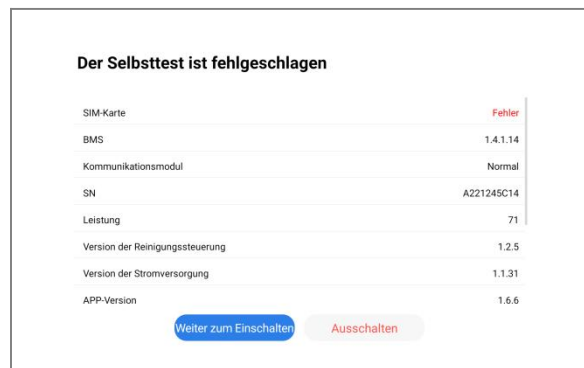 Der Selbsttest ist fehlgeschlagen
SIM-Karte Fehler
BMS 1.4.1.14
Kommunikationsmodul Normal
SN A221245C14
Leistung 71
Version der Reinigungssteuerung 1.2.5
Version der Stromversorgung 1.1.31
APP-Version 1.6.6
Weiter zum Einschalten Ausschalten